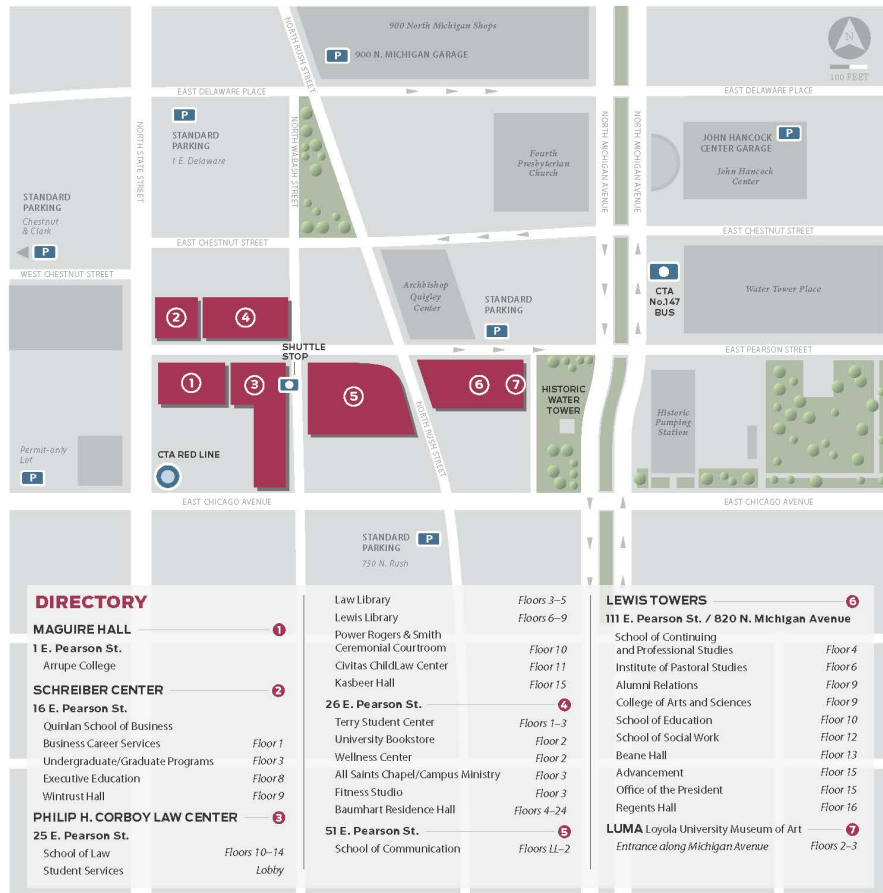 900 North Michigan Shops
P 900 N. MICHIGAN GARAGE
N
100 FEET
NORTH RUSH STREET
EAST DELAWARE PLACE
EAST DELAWARE PLACE
NORTH STATE STREET
P
STANDARD
PARKING
1 E. Delaware
NORTH WABASH STREET
Fourth
Presbyterian
Church
NORTH MICHIGAN AVENUE
NORTH MICHIGAN AVENUE
JOHN HANCOCK
CENTER GARAGE
P
John Hancock
Center
STANDARD
PARKING
Chestnut
& Clark
P
EAST CHESTNUT STREET
EAST CHESTNUT STREET
WEST CHESTNUT STREET
Archbishop
Quigley
Center
STANDARD
PARKING
P
CTA
No.147
BUS
Water Tower Place
2
4
SHUTTLE
STOP
EAST PEARSON STREET
1
3
5
6
7
HISTORIC
WATER
TOWER
Historic
Pumping
Station
NORTH RUSH STREET
Permit-only
Lot
P
CTA RED LINE
EAST CHICAGO AVENUE
EAST CHICAGO AVENUE
STANDARD
PARKING
P
750 N. Rush
DIRECTORY
MAGUIRE HALL 1
1 E. Pearson St.
Arrupe College
SCHREIBER CENTER 2
16 E. Pearson St.
Quinlan School of Business
Business Career Services Floor 1
Undergraduate/Graduate Programs Floor 3
Executive Education Floor 8
Wintrust Hall Floor 9
PHILIP H. CORBOY LAW CENTER 3
25 E. Pearson St.
School of Law Floors 10–14
Student Services Lobby
Law Library Floors 3–5
Lewis Library Floors 6–9
Power Rogers & Smith
Ceremonial Courtroom Floor 10
Civitas ChildLaw Center Floor 11
Kasbeer Hall Floor 15
26 E. Pearson St. 4
Terry Student Center Floors 1–3
University Bookstore Floor 2
Wellness Center Floor 2
All Saints Chapel/Campus Ministry Floor 3
Fitness Studio Floor 3
Baumhart Residence Hall Floors 4–24
51 E. Pearson St. 5
School of Communication Floors LL–2
LEWIS TOWERS 6
111 E. Pearson St. / 820 N. Michigan Avenue
School of Continuing
and Professional Studies Floor 4
Institute of Pastoral Studies Floor 6
Alumni Relations Floor 9
College of Arts and Sciences Floor 9
School of Education Floor 10
School of Social Work Floor 12
Beane Hall Floor 13
Advancement Floor 15
Office of the President Floor 15
Regents Hall Floor 16
LUMA Loyola University Museum of Art 7
Entrance along Michigan Avenue Floors 2–3